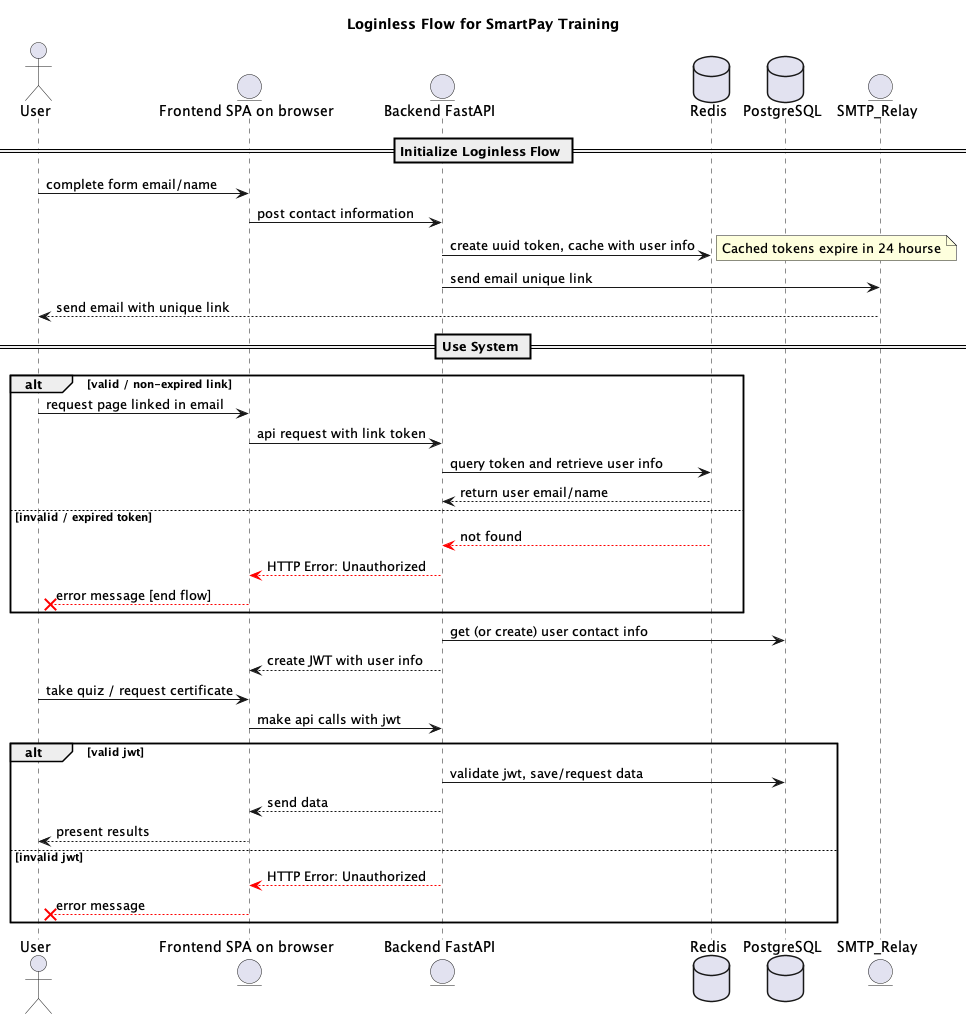 Loginless Flow for SmartPay Training
User
Frontend SPA on browser
Backend FastAPI
Redis
PostgreSQL
SMTP_Relay
Initialize Loginless Flow
complete form email/name
post contact information
create uuid token, cache with user info
Cached tokens expire in 24 hourse
send email unique link
send email with unique link
Use System
alt [valid / non-expired link]
request page linked in email
api request with link token
query token and retrieve user info
return user email/name
[invalid / expired token]
not found
HTTP Error: Unauthorized
error message [end flow]
get (or create) user contact info
create JWT with user info
take quiz / request certificate
make api calls with jwt
alt [valid jwt]
validate jwt, save/request data
send data
present results
[invalid jwt]
HTTP Error: Unauthorized
error message
User
Frontend SPA on browser
Backend FastAPI
Redis
PostgreSQL
SMTP_Relay